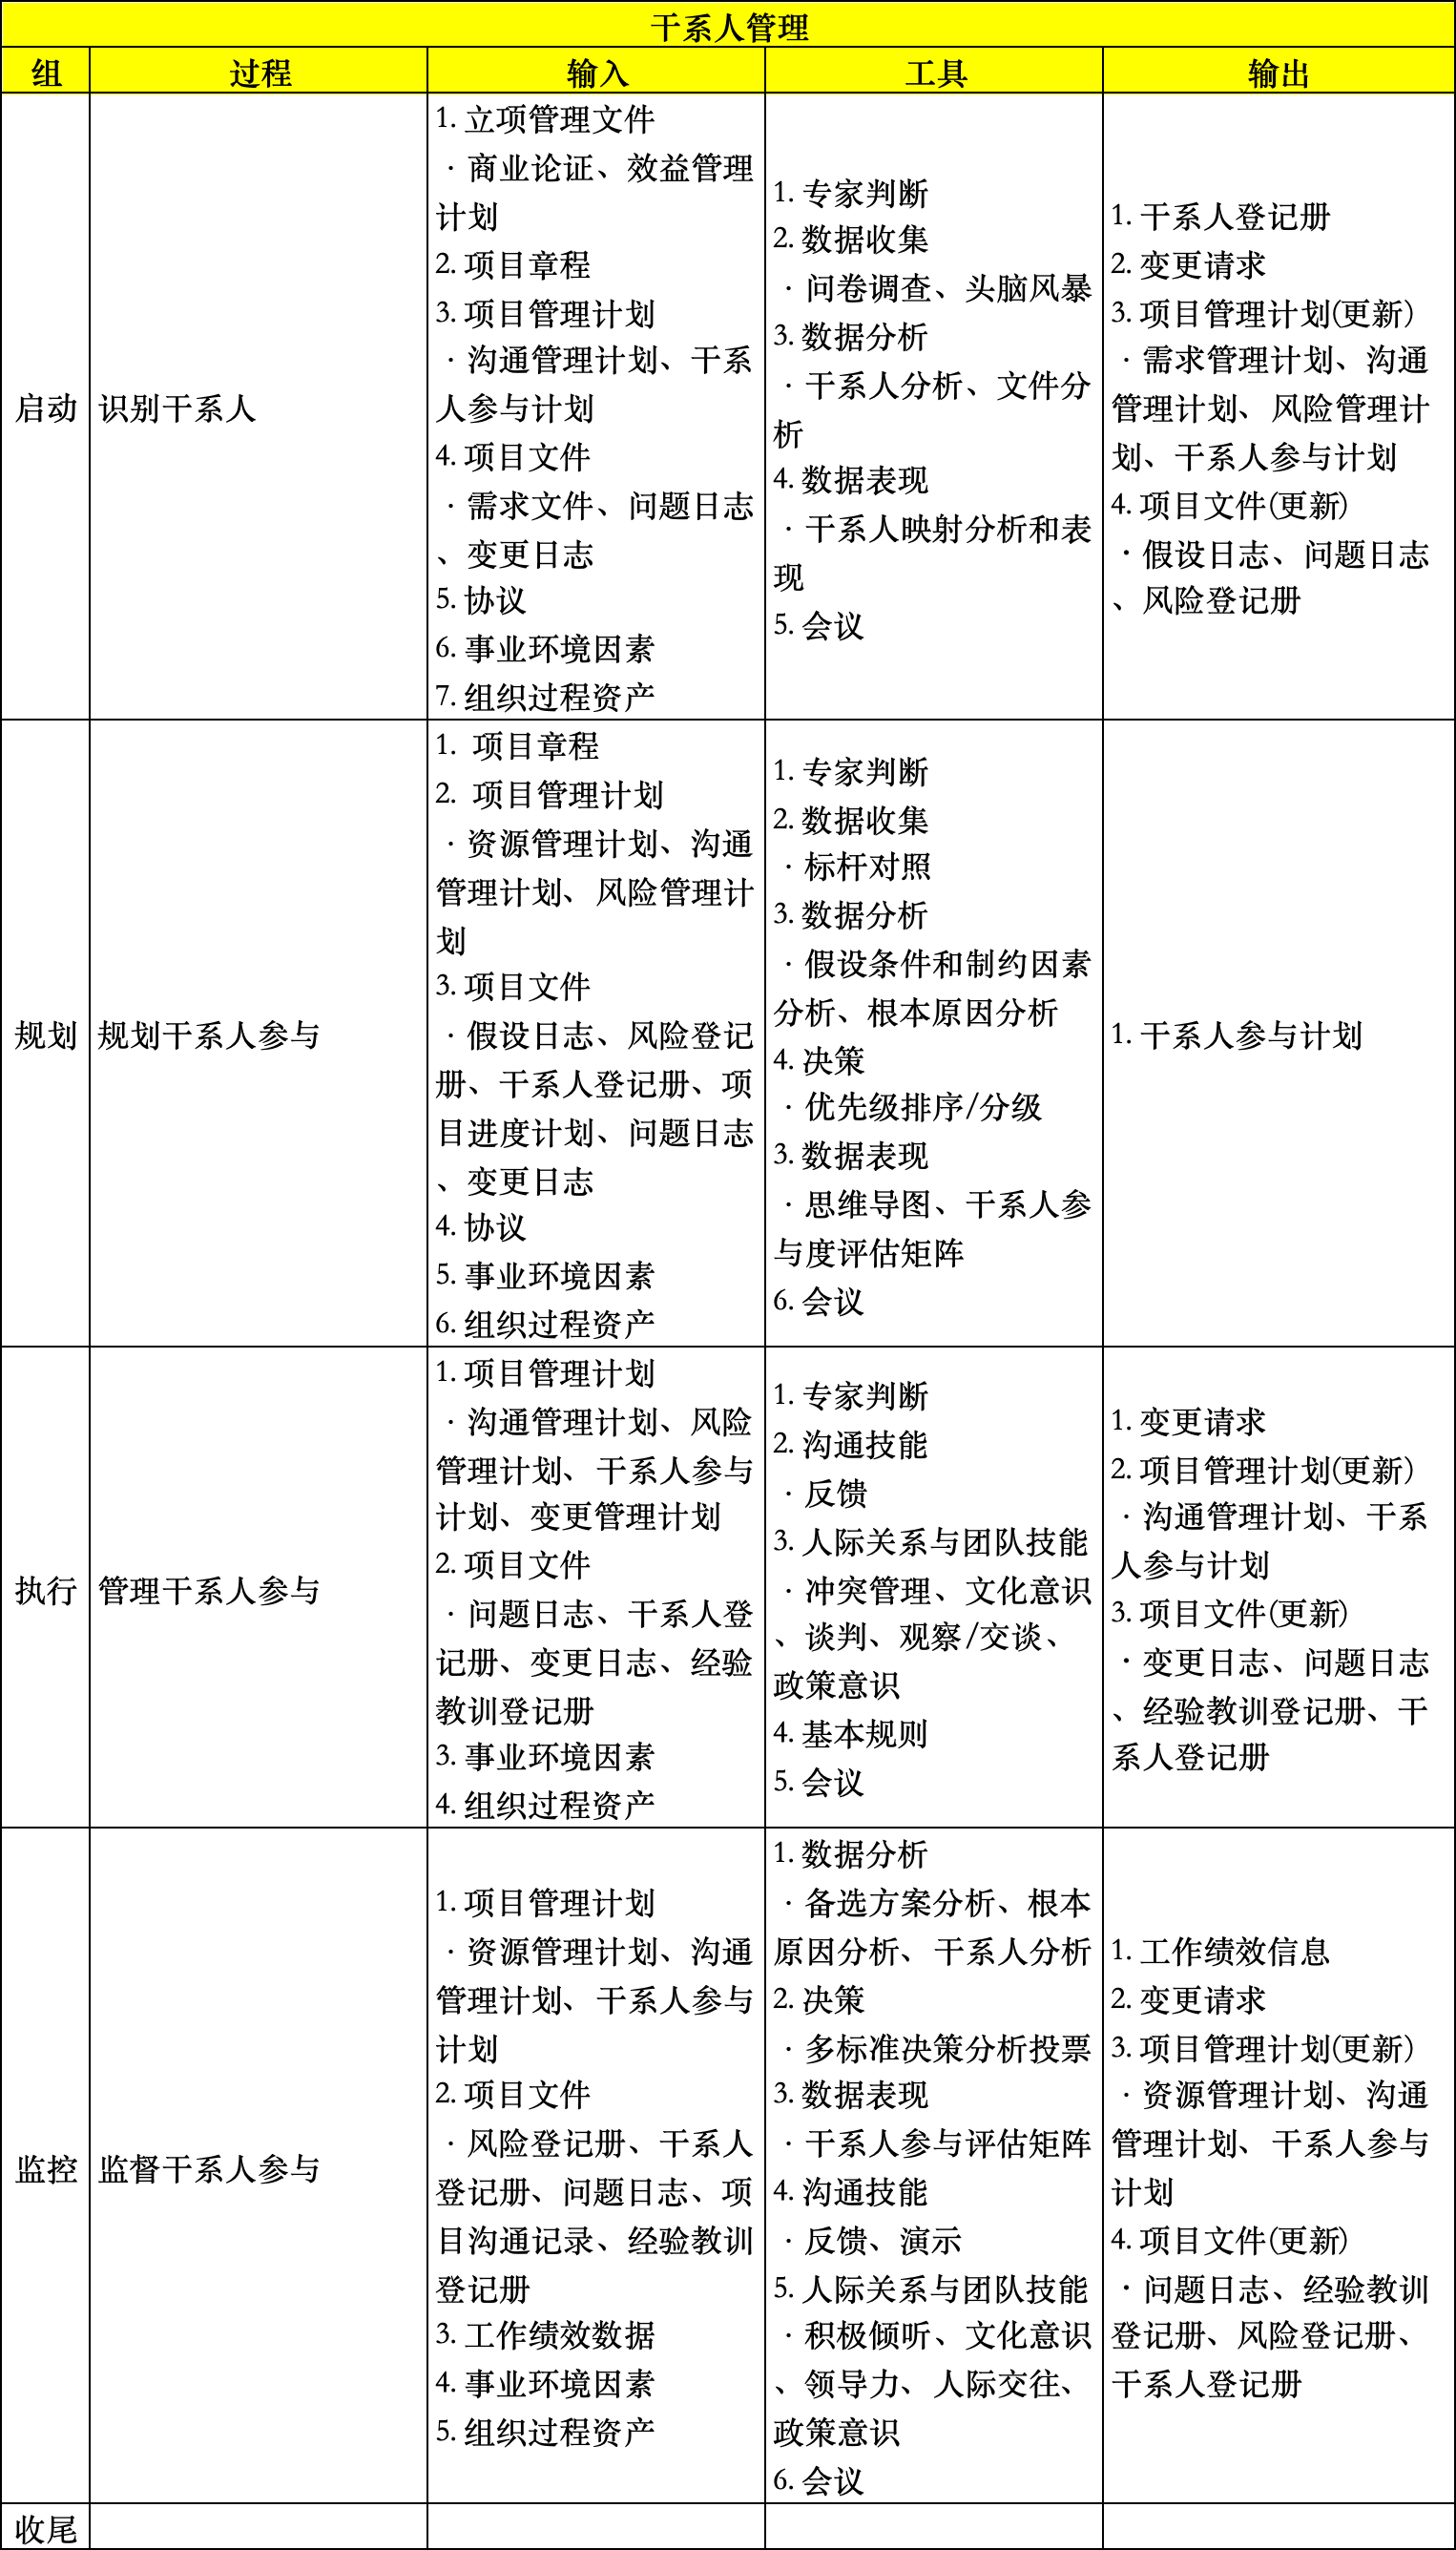 干系人管理
组
过程
输入
工具
输出
启动
识别干系人
1. 立项管理文件
· 商业论证、效益管理
计划
2. 项目章程
3. 项目管理计划
· 沟通管理计划、干系
人参与计划
4. 项目文件
· 需求文件、问题日志
、变更日志
5. 协议
6. 事业环境因素
7. 组织过程资产
1. 专家判断
2. 数据收集
· 问卷调查、头脑风暴
3. 数据分析
· 干系人分析、文件分
析
4. 数据表现
· 干系人映射分析和表
现
5. 会议
1. 干系人登记册
2. 变更请求
3. 项目管理计划(更新)
· 需求管理计划、沟通
管理计划、风险管理计
划、干系人参与计划
4. 项目文件(更新)
· 假设日志、问题日志
、风险登记册
规划
规划干系人参与
1. 项目章程
2. 项目管理计划
· 资源管理计划、沟通
管理计划、风险管理计
划
3. 项目文件
· 假设日志、风险登记
册、干系人登记册、项
目进度计划、问题日志
、变更日志
4. 协议
5. 事业环境因素
6. 组织过程资产
1. 专家判断
2. 数据收集
· 标杆对照
3. 数据分析
· 假设条件和制约因素
分析、根本原因分析
4. 决策
· 优先级排序/分级
3. 数据表现
· 思维导图、干系人参
与度评估矩阵
6. 会议
1. 干系人参与计划
执行
管理干系人参与
1. 项目管理计划
· 沟通管理计划、风险
管理计划、干系人参与
计划、变更管理计划
2. 项目文件
· 问题日志、干系人登
记册、变更日志、经验
教训登记册
3. 事业环境因素
4. 组织过程资产
1. 专家判断
2. 沟通技能
· 反馈
3. 人际关系与团队技能
· 冲突管理、文化意识
、谈判、观察/交谈、
政策意识
4. 基本规则
5. 会议
1. 变更请求
2. 项目管理计划(更新)
· 沟通管理计划、干系
人参与计划
3. 项目文件(更新)
· 变更日志、问题日志
、经验教训登记册、干
系人登记册
监控
监督干系人参与
1. 项目管理计划
· 资源管理计划、沟通
管理计划、干系人参与
计划
2. 项目文件
· 风险登记册、干系人
登记册、问题日志、项
目沟通记录、经验教训
登记册
3. 工作绩效数据
4. 事业环境因素
5. 组织过程资产
1. 数据分析
· 备选方案分析、根本
原因分析、干系人分析
2. 决策
· 多标准决策分析投票
3. 数据表现
· 干系人参与评估矩阵
4. 沟通技能
· 反馈、演示
5. 人际关系与团队技能
· 积极倾听、文化意识
、领导力、人际交往、
政策意识
6. 会议
1. 工作绩效信息
2. 变更请求
3. 项目管理计划(更新)
· 资源管理计划、沟通
管理计划、干系人参与
计划
4. 项目文件(更新)
· 问题日志、经验教训
登记册、风险登记册、
干系人登记册
收尾